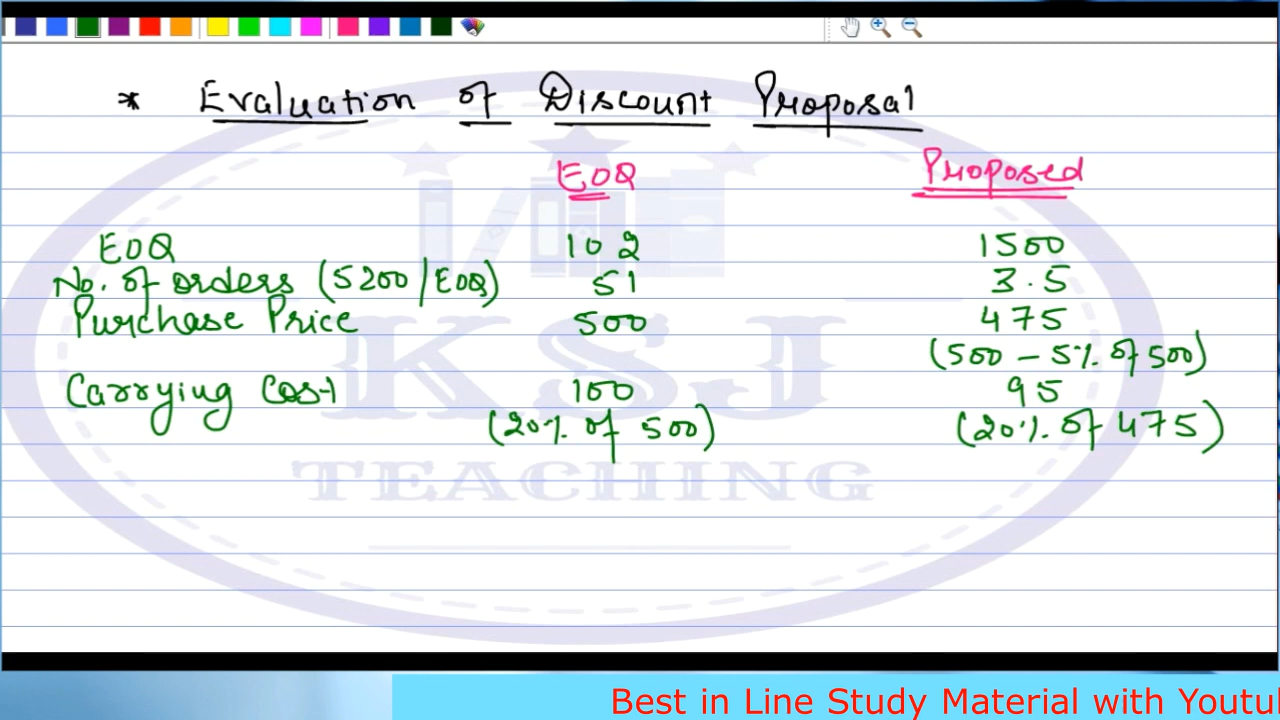 * Evaluation of Discount Proposal
EOQ Proposed
EOQ 102 1500
No. of orders (5200/EOQ) 51 3.5
Purchase Price 500 475
(500 - 5% of 500)
Carrying Cost 100 95
(20% of 500) (20% of 475)
KSJ
TEACHING
Best in Line Study Material with Youtu